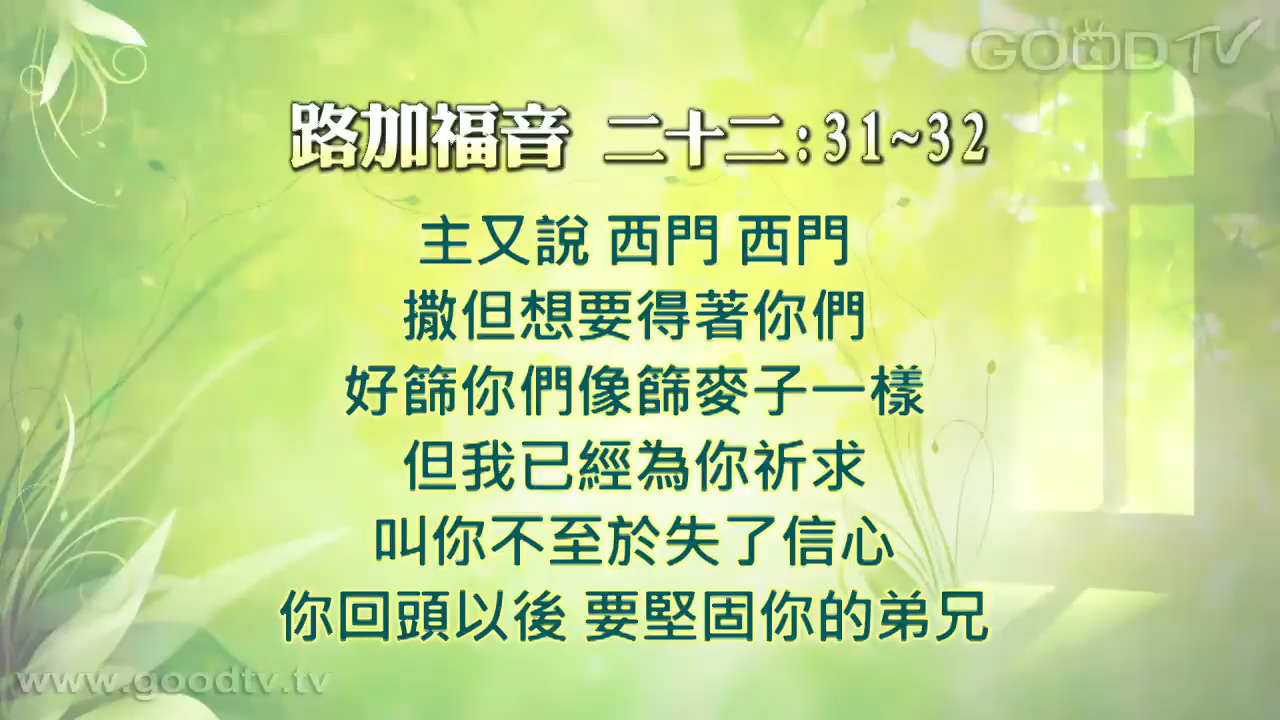 GOOD TV
路加福音 二十二:31~32
主又說 西門 西門
撒但想要得著你們
好篩你們像篩麥子一樣
但我已經為你祈求
叫你不至於失了信心
你回頭以後 要堅固你的弟兄
www.goodtv.tv